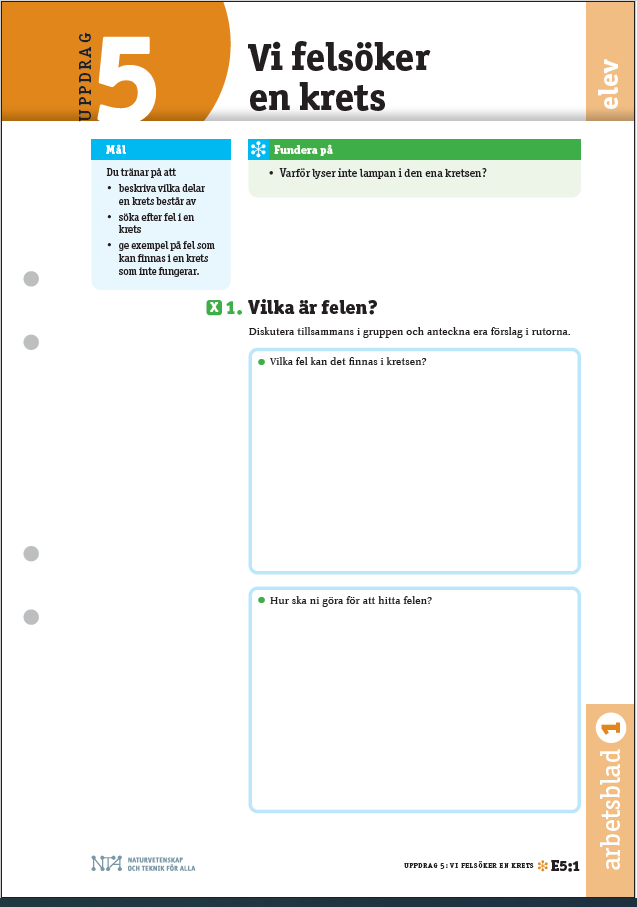 UPPDRAG
5
Vi felsöker
en krets
elev
Mål
Du tränar på att
• beskriva vilka delar
en krets består av
• söka efter fel i en
krets
• ge exempel på fel som
kan finnas i en krets
som inte fungerar.
Fundera på
• Varför lyser inte lampan i den ena kretsen?
X 1. Vilka är felen?
Diskutera tillsammans i gruppen och anteckna era förslag i rutorna.
• Vilka fel kan det finnas i kretsen?
• Hur ska ni göra för att hitta felen?
arbetsblad 1
NTA NATURVETENSKAP
OCH TEKNIK FÖR ALLA
UPPDRAG 5: VI FELSÖKER EN KRETS E5:1